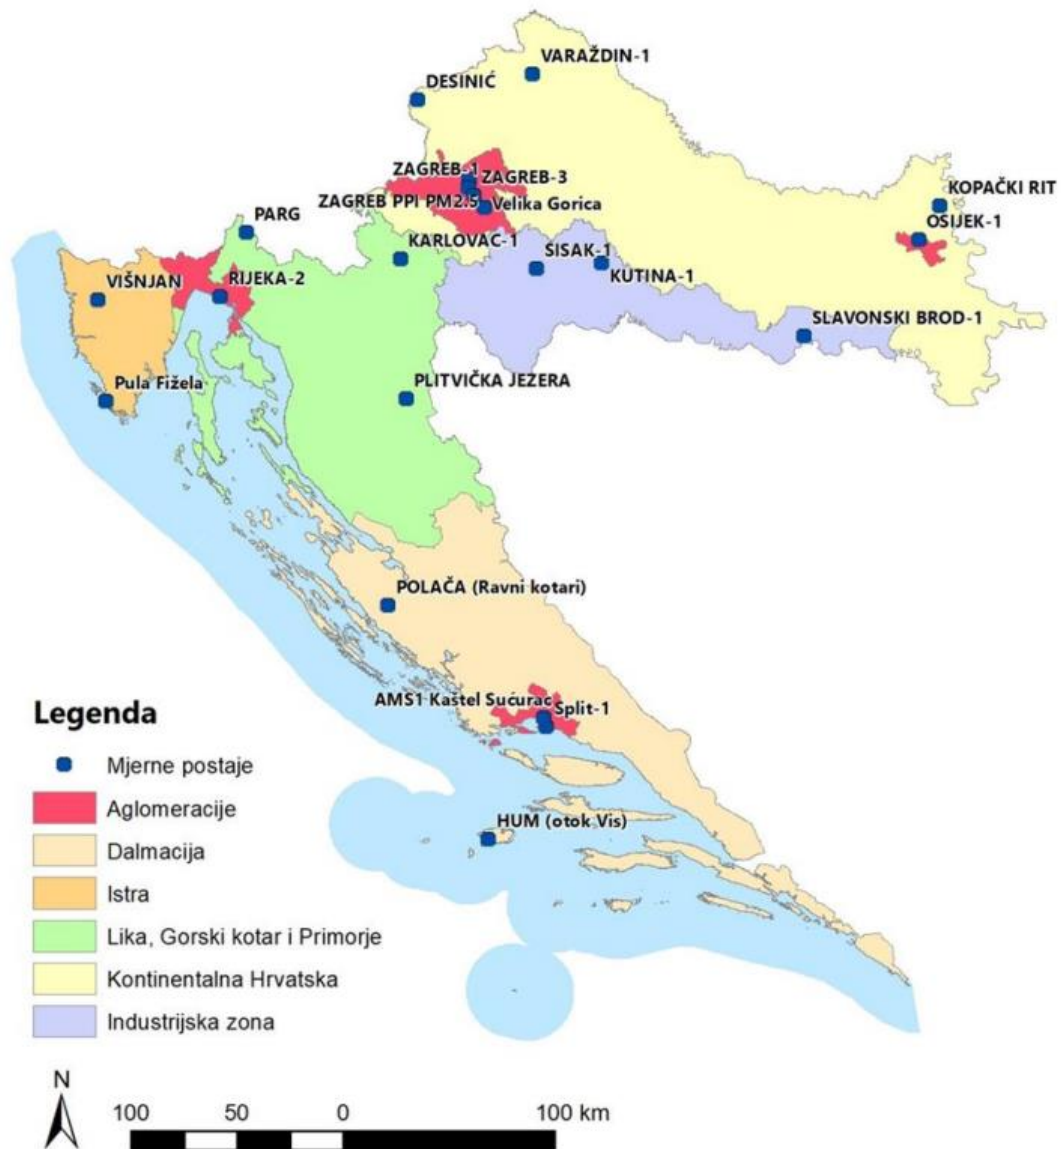 VARAŽDIN-1
DESINIĆ
ZAGREB-1
ZAGREB-3
KOPAČKI RIT
ZAGREB PPI PM2.5
Velika Gorica
PARG
OSIJEK-1
KARLOVAC-1
SISAK-1
KUTINA-1
VIŠNJAN
RIJEKA-2
SLAVONSKI BROD-1
Pula Fižela
PLITVIČKA JEZERA
POLAČA (Ravni kotari)
AMS1 Kaštel Sućurac
Split-1
HUM (otok Vis)
Legenda
Mjerne postaje
Aglomeracije
Dalmacija
Istra
Lika, Gorski kotar i Primorje
Kontinentalna Hrvatska
Industrijska zona
N
100 50 0 100 km